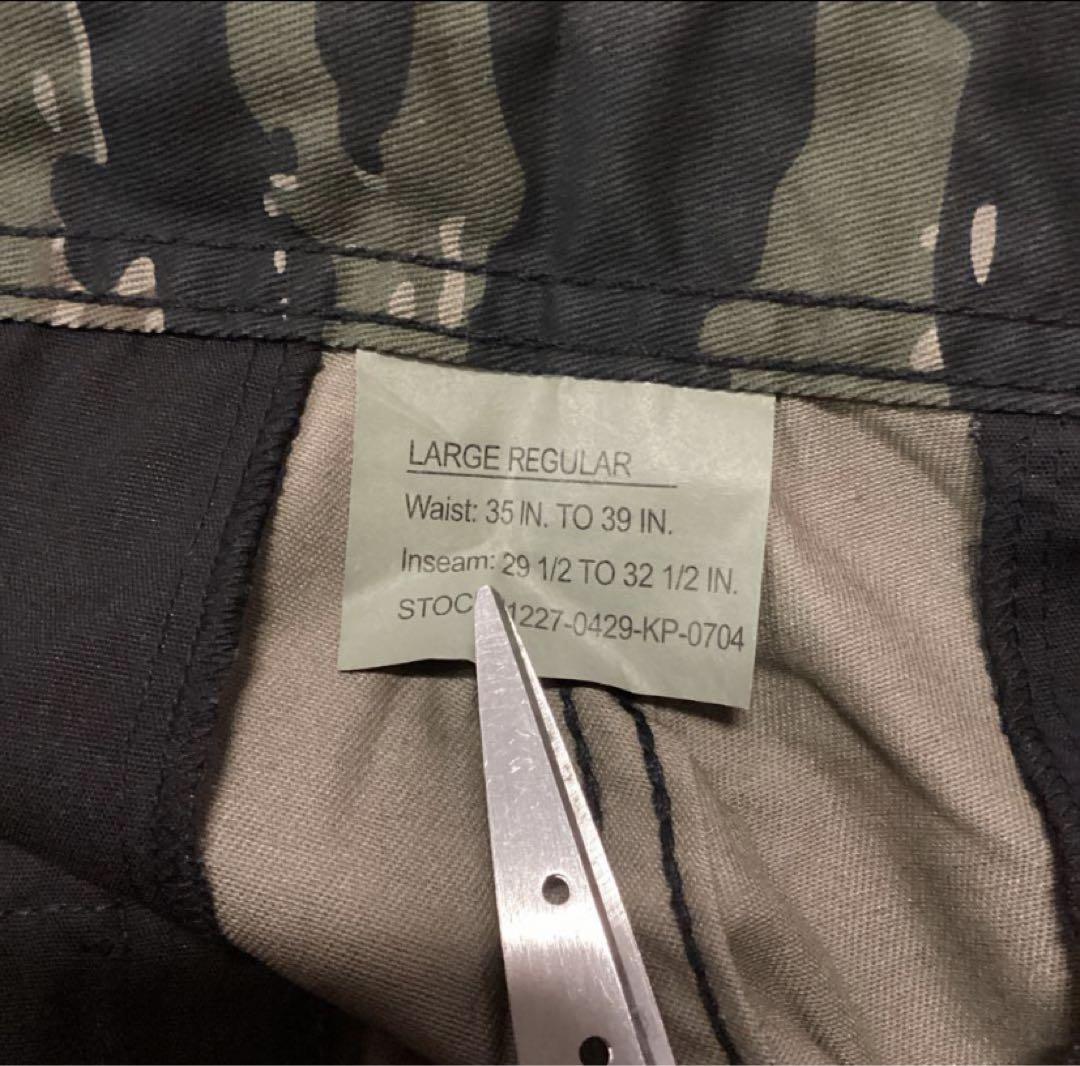 LARGE REGULAR
Waist: 35 IN. TO 39 IN.
Inseam: 29 1/2 TO 32 1/2 IN.
1227-0429-KP-0704